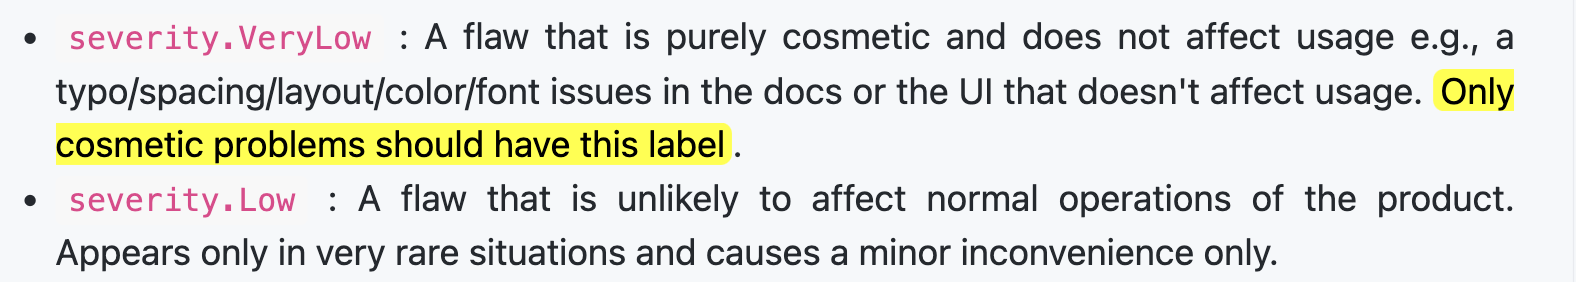 • severity.VeryLow : A flaw that is purely cosmetic and does not affect usage e.g., a
typo/spacing/layout/color/font issues in the docs or the UI that doesn't affect usage. Only
cosmetic problems should have this label.
• severity.Low : A flaw that is unlikely to affect normal operations of the product.
Appears only in very rare situations and causes a minor inconvenience only.